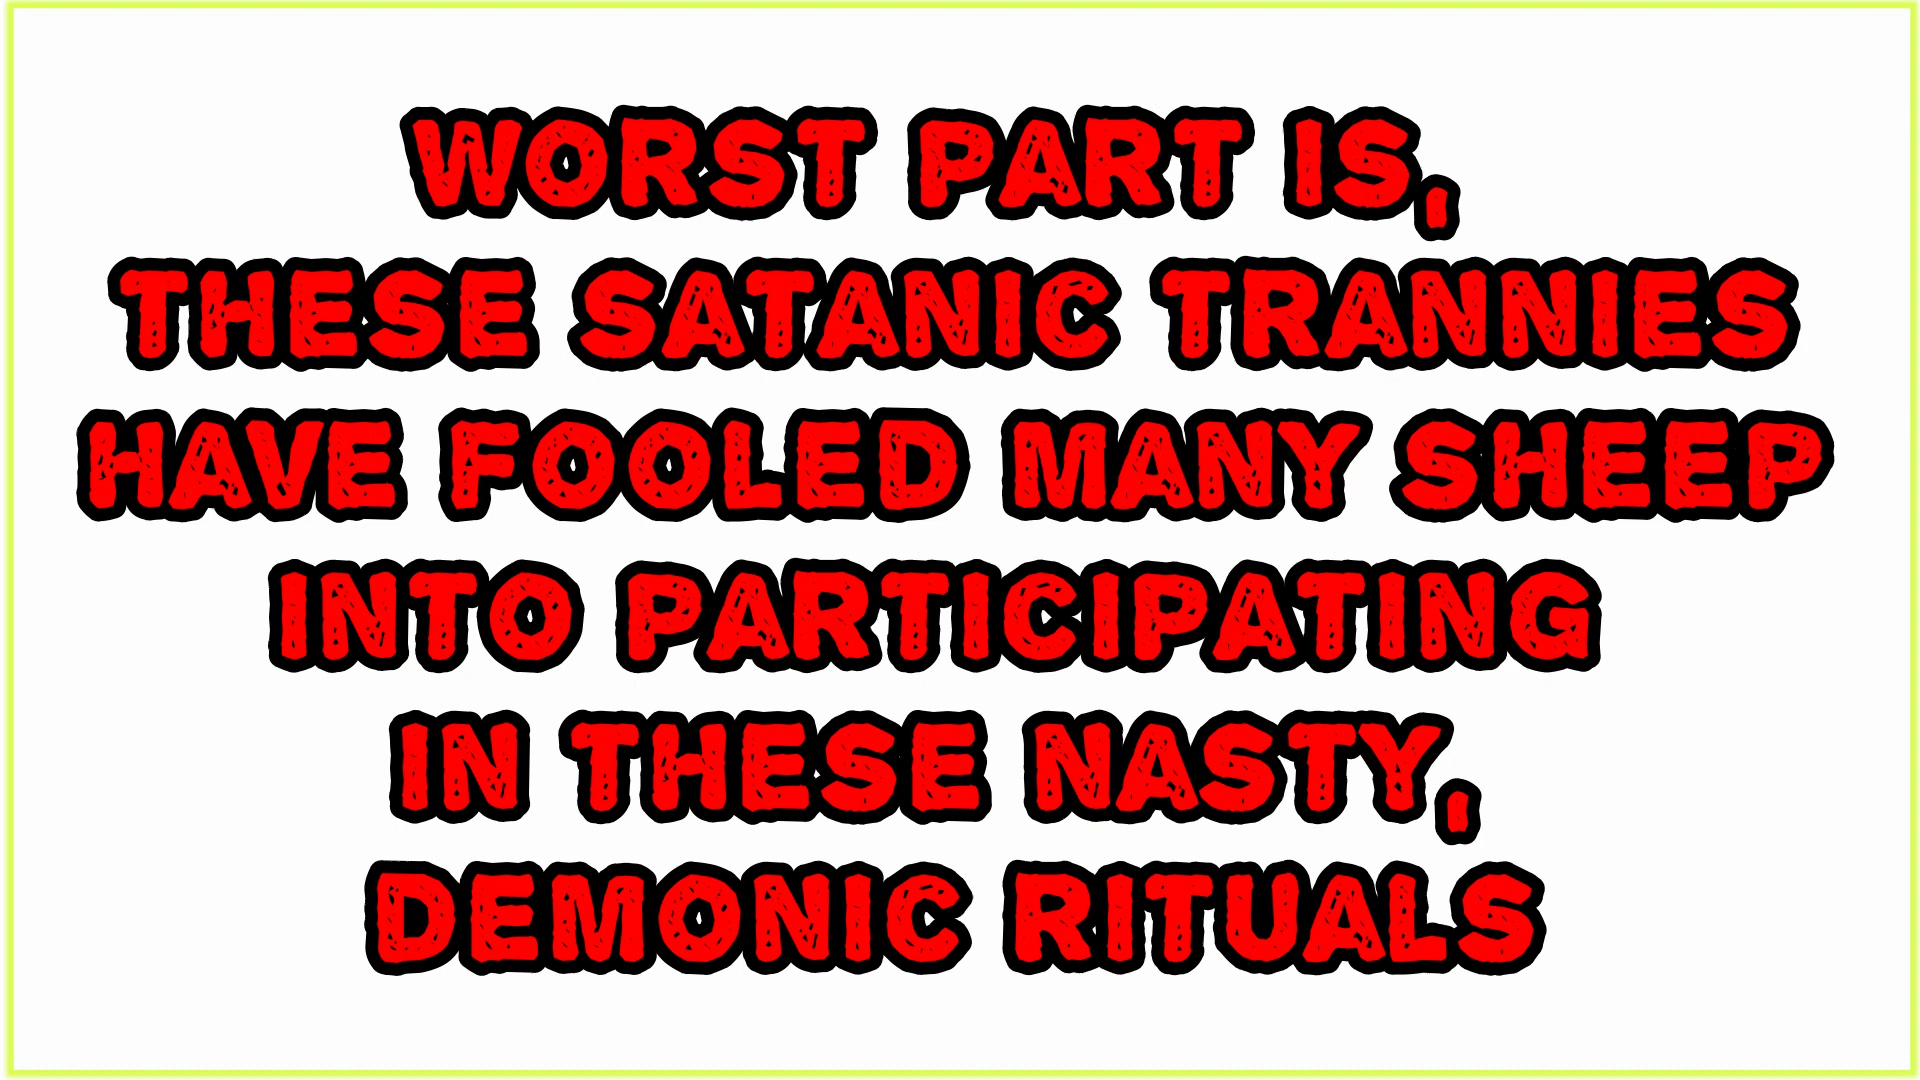 WORST PART IS,
THESE SATANIC TRANNIES
HAVE FOOLED MANY SHEEP
INTO PARTICIPATING
IN THESE NASTY,
DEMONIC RITUALS